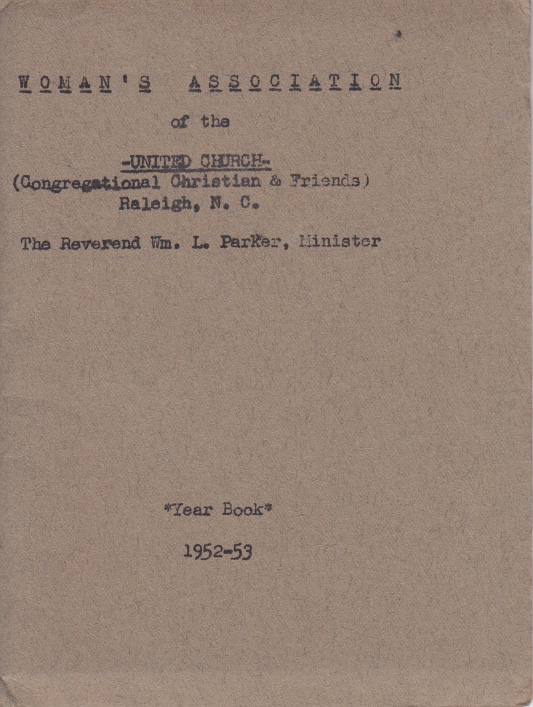 WOMAN'S ASSOCIATION
of the
-UNITED CHURCH-
(Congregational Christian & Friends)
Raleigh, N. C.
The Reverend Wm. L. Parker, Minister
*Year Book*
1952-53